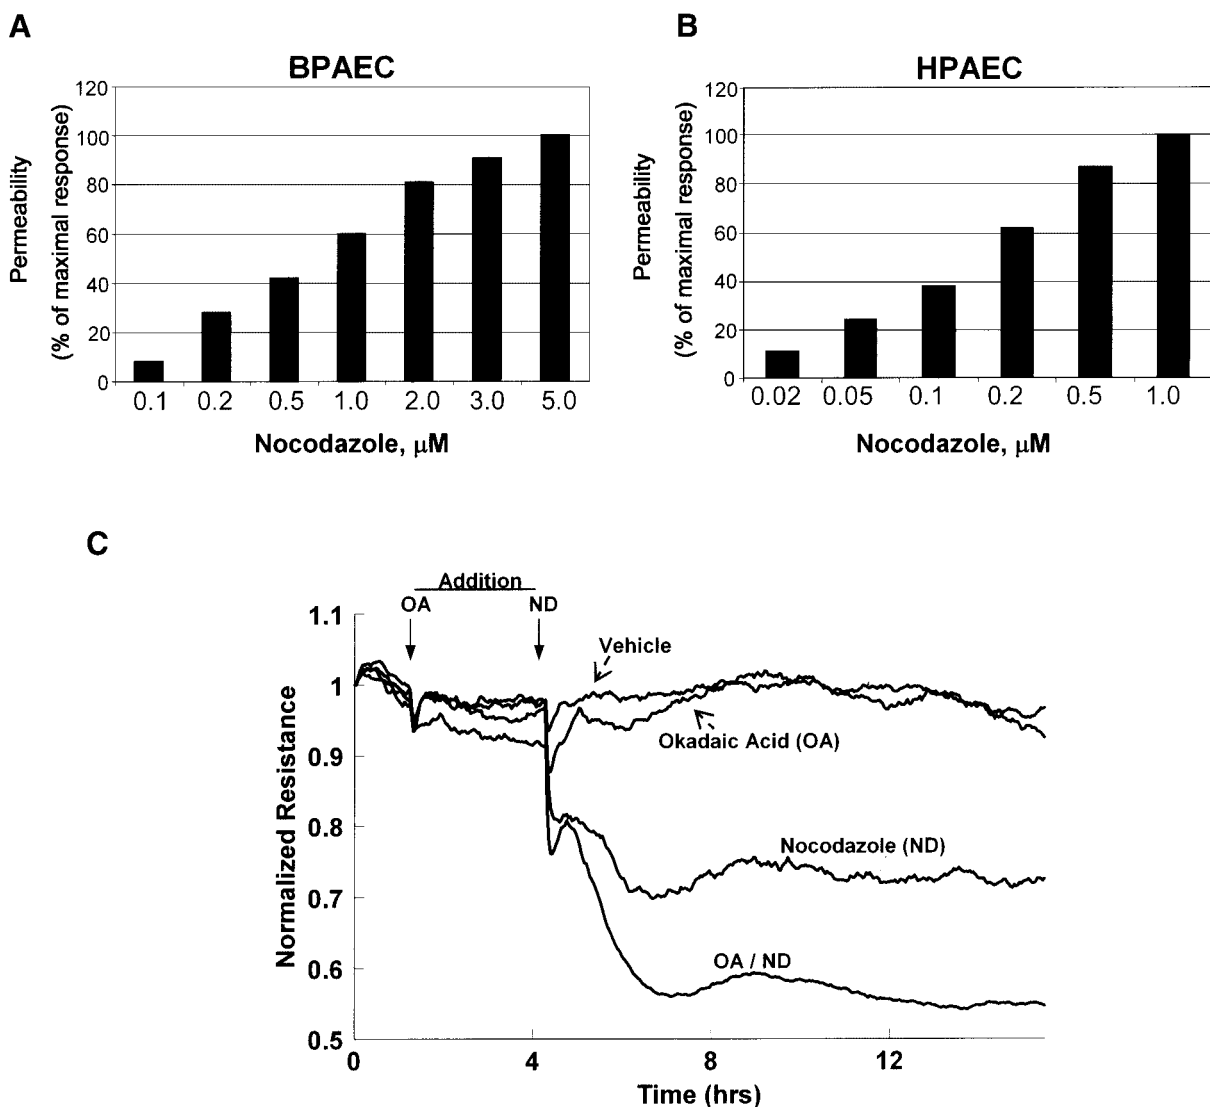 A
BPAEC
Permeability
(% of maximal response)
120
100
80
60
40
20
0
0.1 0.2 0.5 1.0 2.0 3.0 5.0
Nocodazole, μM
B
HPAEC
Permeability
(% of maximal response)
120
100
80
60
40
20
0
0.02 0.05 0.1 0.2 0.5 1.0
Nocodazole, μM
C
Addition
OA ND
Vehicle
Okadaic Acid (OA)
Nocodazole (ND)
OA / ND
Normalized Resistance
1.1
1
0.9
0.8
0.7
0.6
0.5
0 4 8 12
Time (hrs)